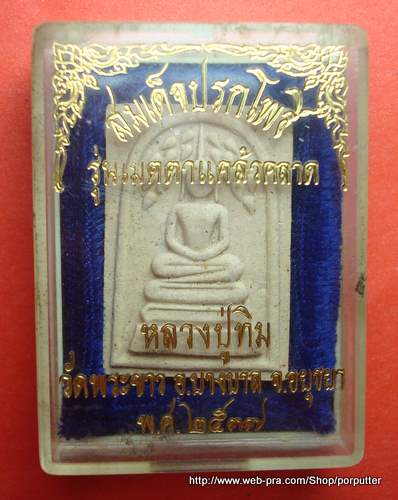 สมเด็จปรกโพธิ์
รุ่นเมตตาแคล้วคลาด
หลวงปู่ทิม
วัดพระขาว อ.บางบาล จ.อยุธยา
พ.ศ.๒๕๓๗
http://www.web-pra.com/Shop/porputter